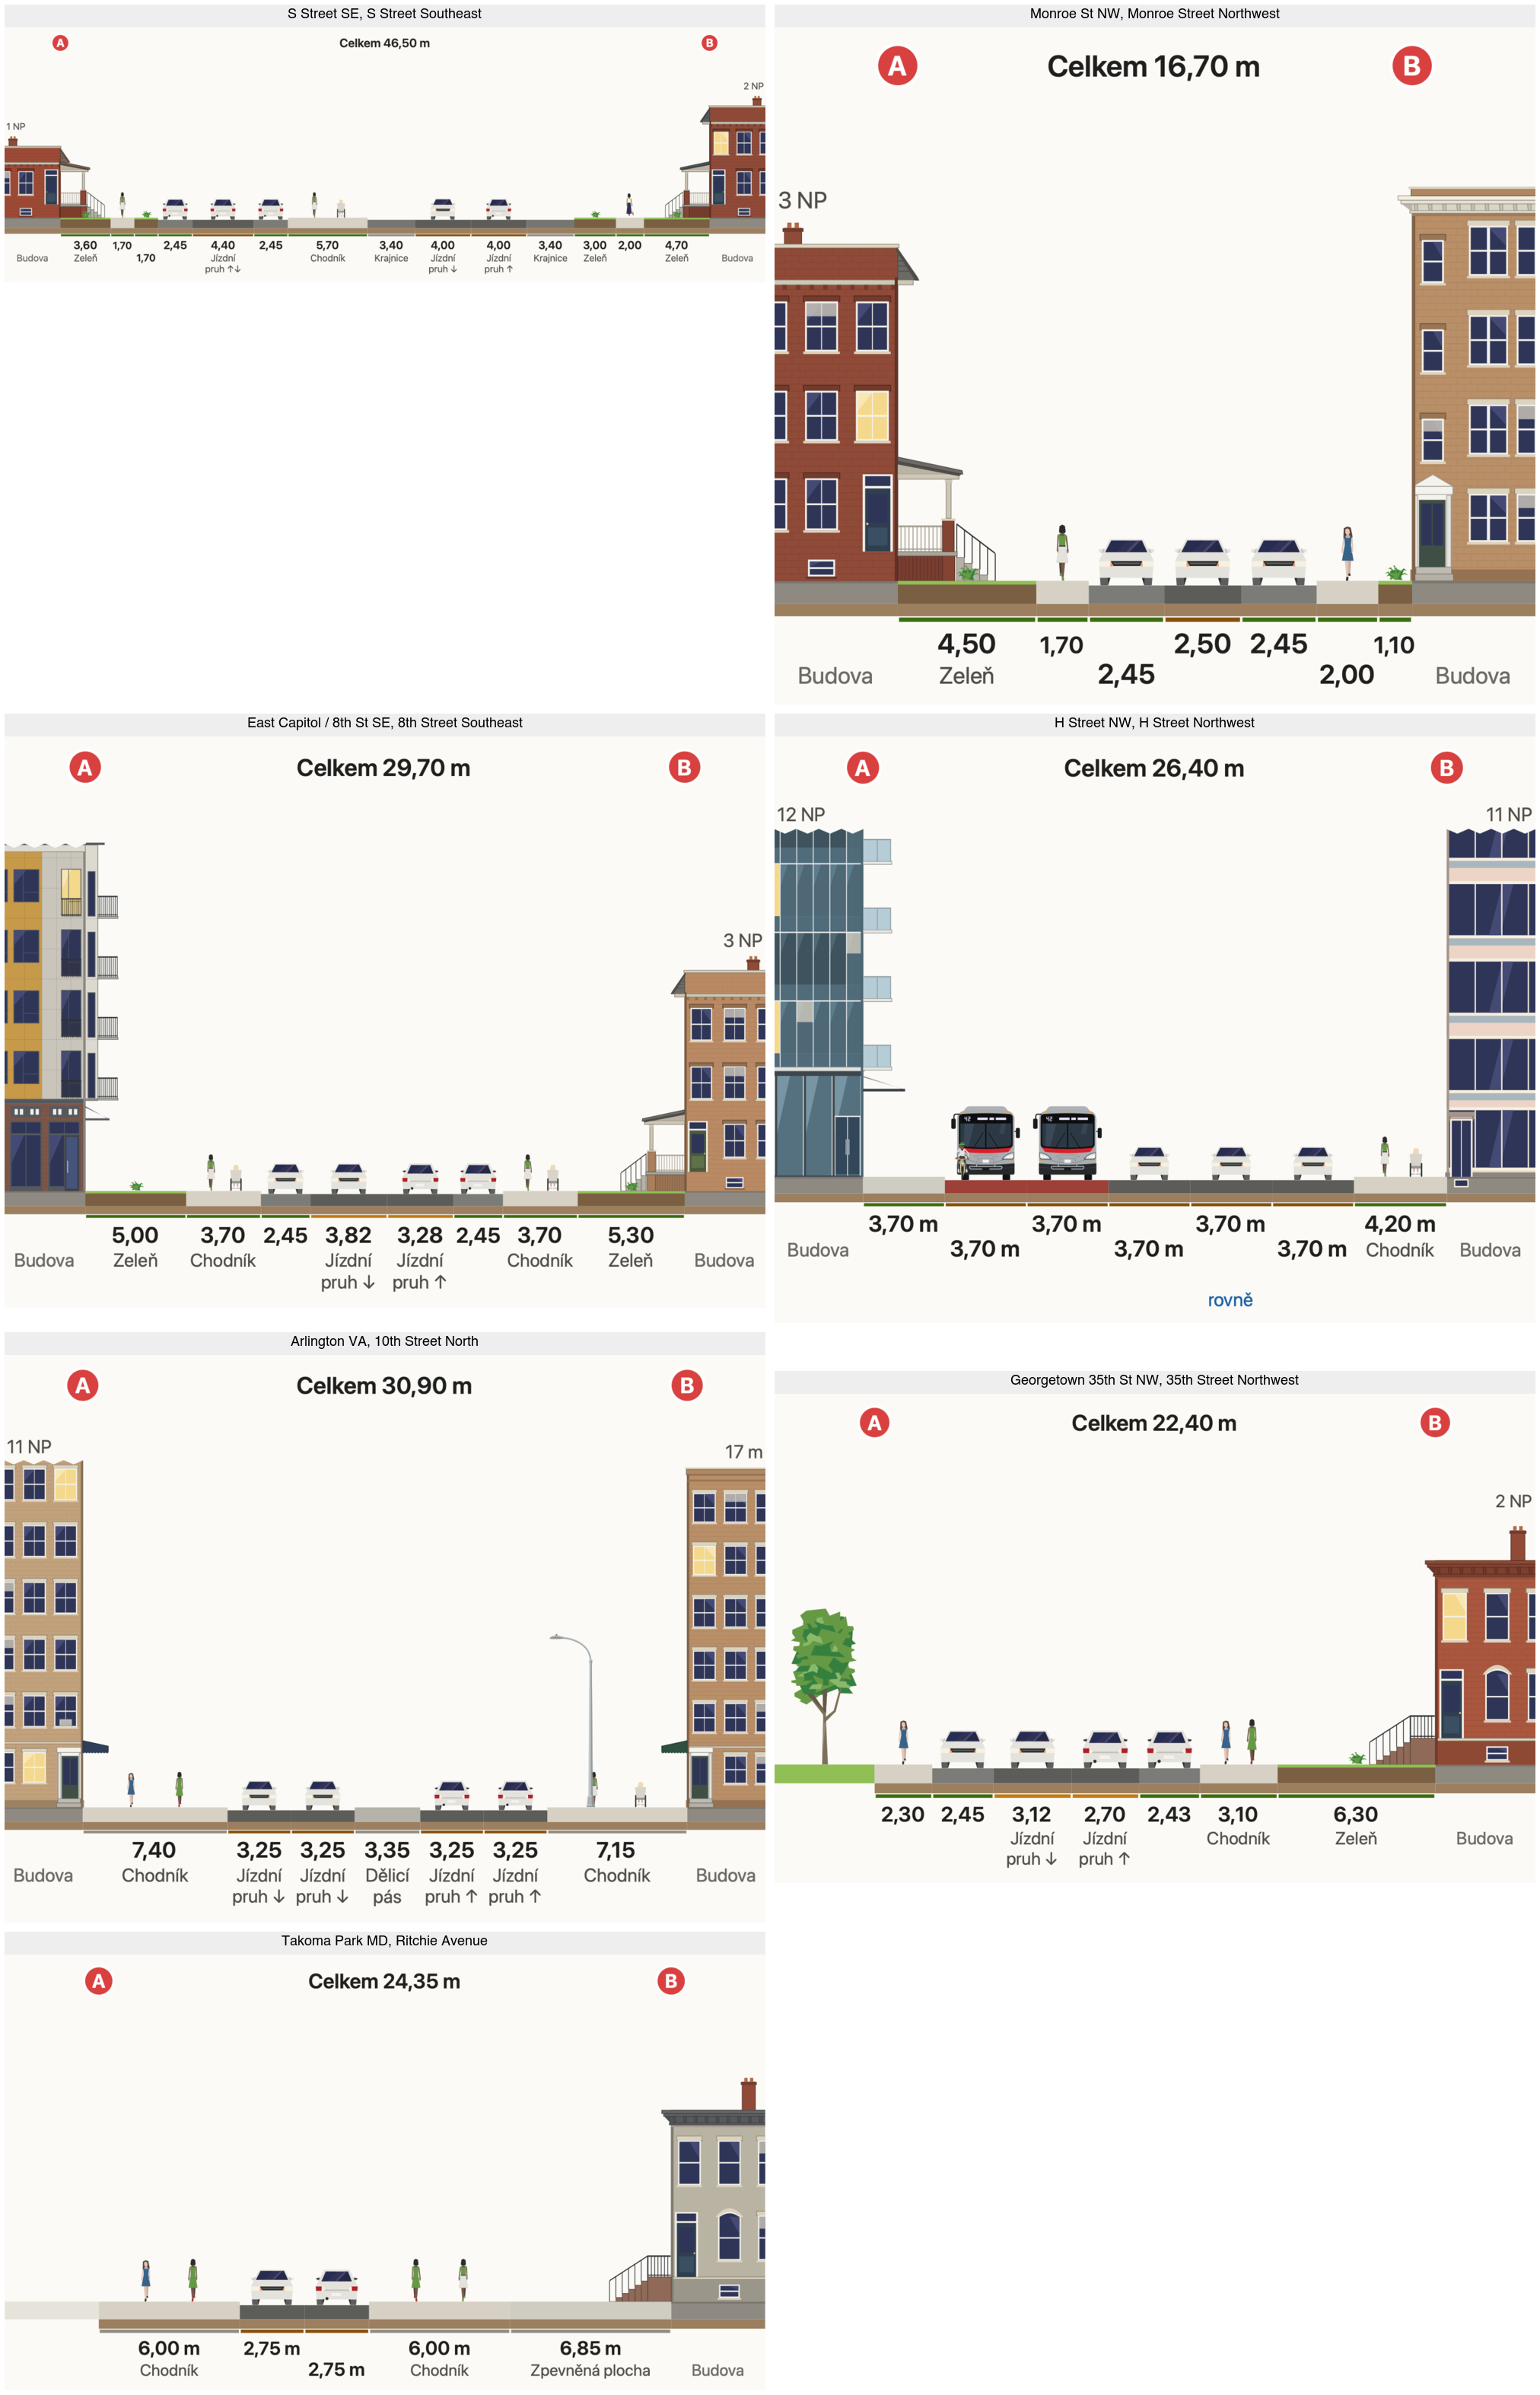 S Street SE, S Street Southeast
A
Celkem 46,50 m
B
2 NP
1 NP
3,60 1,70 2,45 4,40 2,45 5,70 3,40 4,00 4,00 3,40 3,00 2,00 4,70
Budova Zeleň 1,70 Jízdní Chodník Krajnice Jízdní Jízdní Krajnice Zeleň Zeleň Budova
pruh ↑↓ pruh ↓ pruh ↑
Monroe St NW, Monroe Street Northwest
A
Celkem 16,70 m
B
3 NP
4,50 1,70 2,50 2,45 1,10
Budova Zeleň 2,45 2,00 Budova
East Capitol / 8th St SE, 8th Street Southeast
A
Celkem 29,70 m
B
3 NP
5,00 3,70 2,45 3,82 3,28 2,45 3,70 5,30
Budova Zeleň Chodník Jízdní Jízdní Chodník Zeleň Budova
pruh ↓ pruh ↑
H Street NW, H Street Northwest
A
Celkem 26,40 m
B
12 NP
11 NP
42 42
3,70 m 3,70 m 3,70 m 4,20 m
Budova 3,70 m 3,70 m 3,70 m Chodník Budova
rovně
Arlington VA, 10th Street North
A
Celkem 30,90 m
B
11 NP
17 m
7,40 3,25 3,25 3,35 3,25 3,25 7,15
Budova Chodník Jízdní Jízdní Dělicí Jízdní Jízdní Chodník Budova
pruh ↓ pruh ↓ pás pruh ↑ pruh ↑
Georgetown 35th St NW, 35th Street Northwest
A
Celkem 22,40 m
B
2 NP
2,30 2,45 3,12 2,70 2,43 3,10 6,30
Jízdní Jízdní Chodník Zeleň Budova
pruh ↓ pruh ↑
Takoma Park MD, Ritchie Avenue
A
Celkem 24,35 m
B
6,00 m 2,75 m 6,00 m 6,85 m
Chodník 2,75 m Chodník Zpevněná plocha Budova